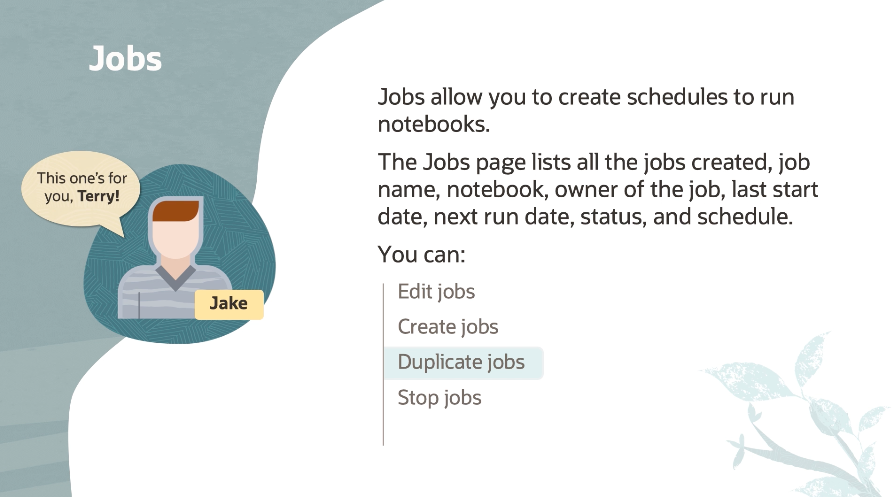 Jobs
This one's for
you, Terry!
Jake
Jobs allow you to create schedules to run
notebooks.
The Jobs page lists all the jobs created, job
name, notebook, owner of the job, last start
date, next run date, status, and schedule.
You can:
Edit jobs
Create jobs
Duplicate jobs
Stop jobs